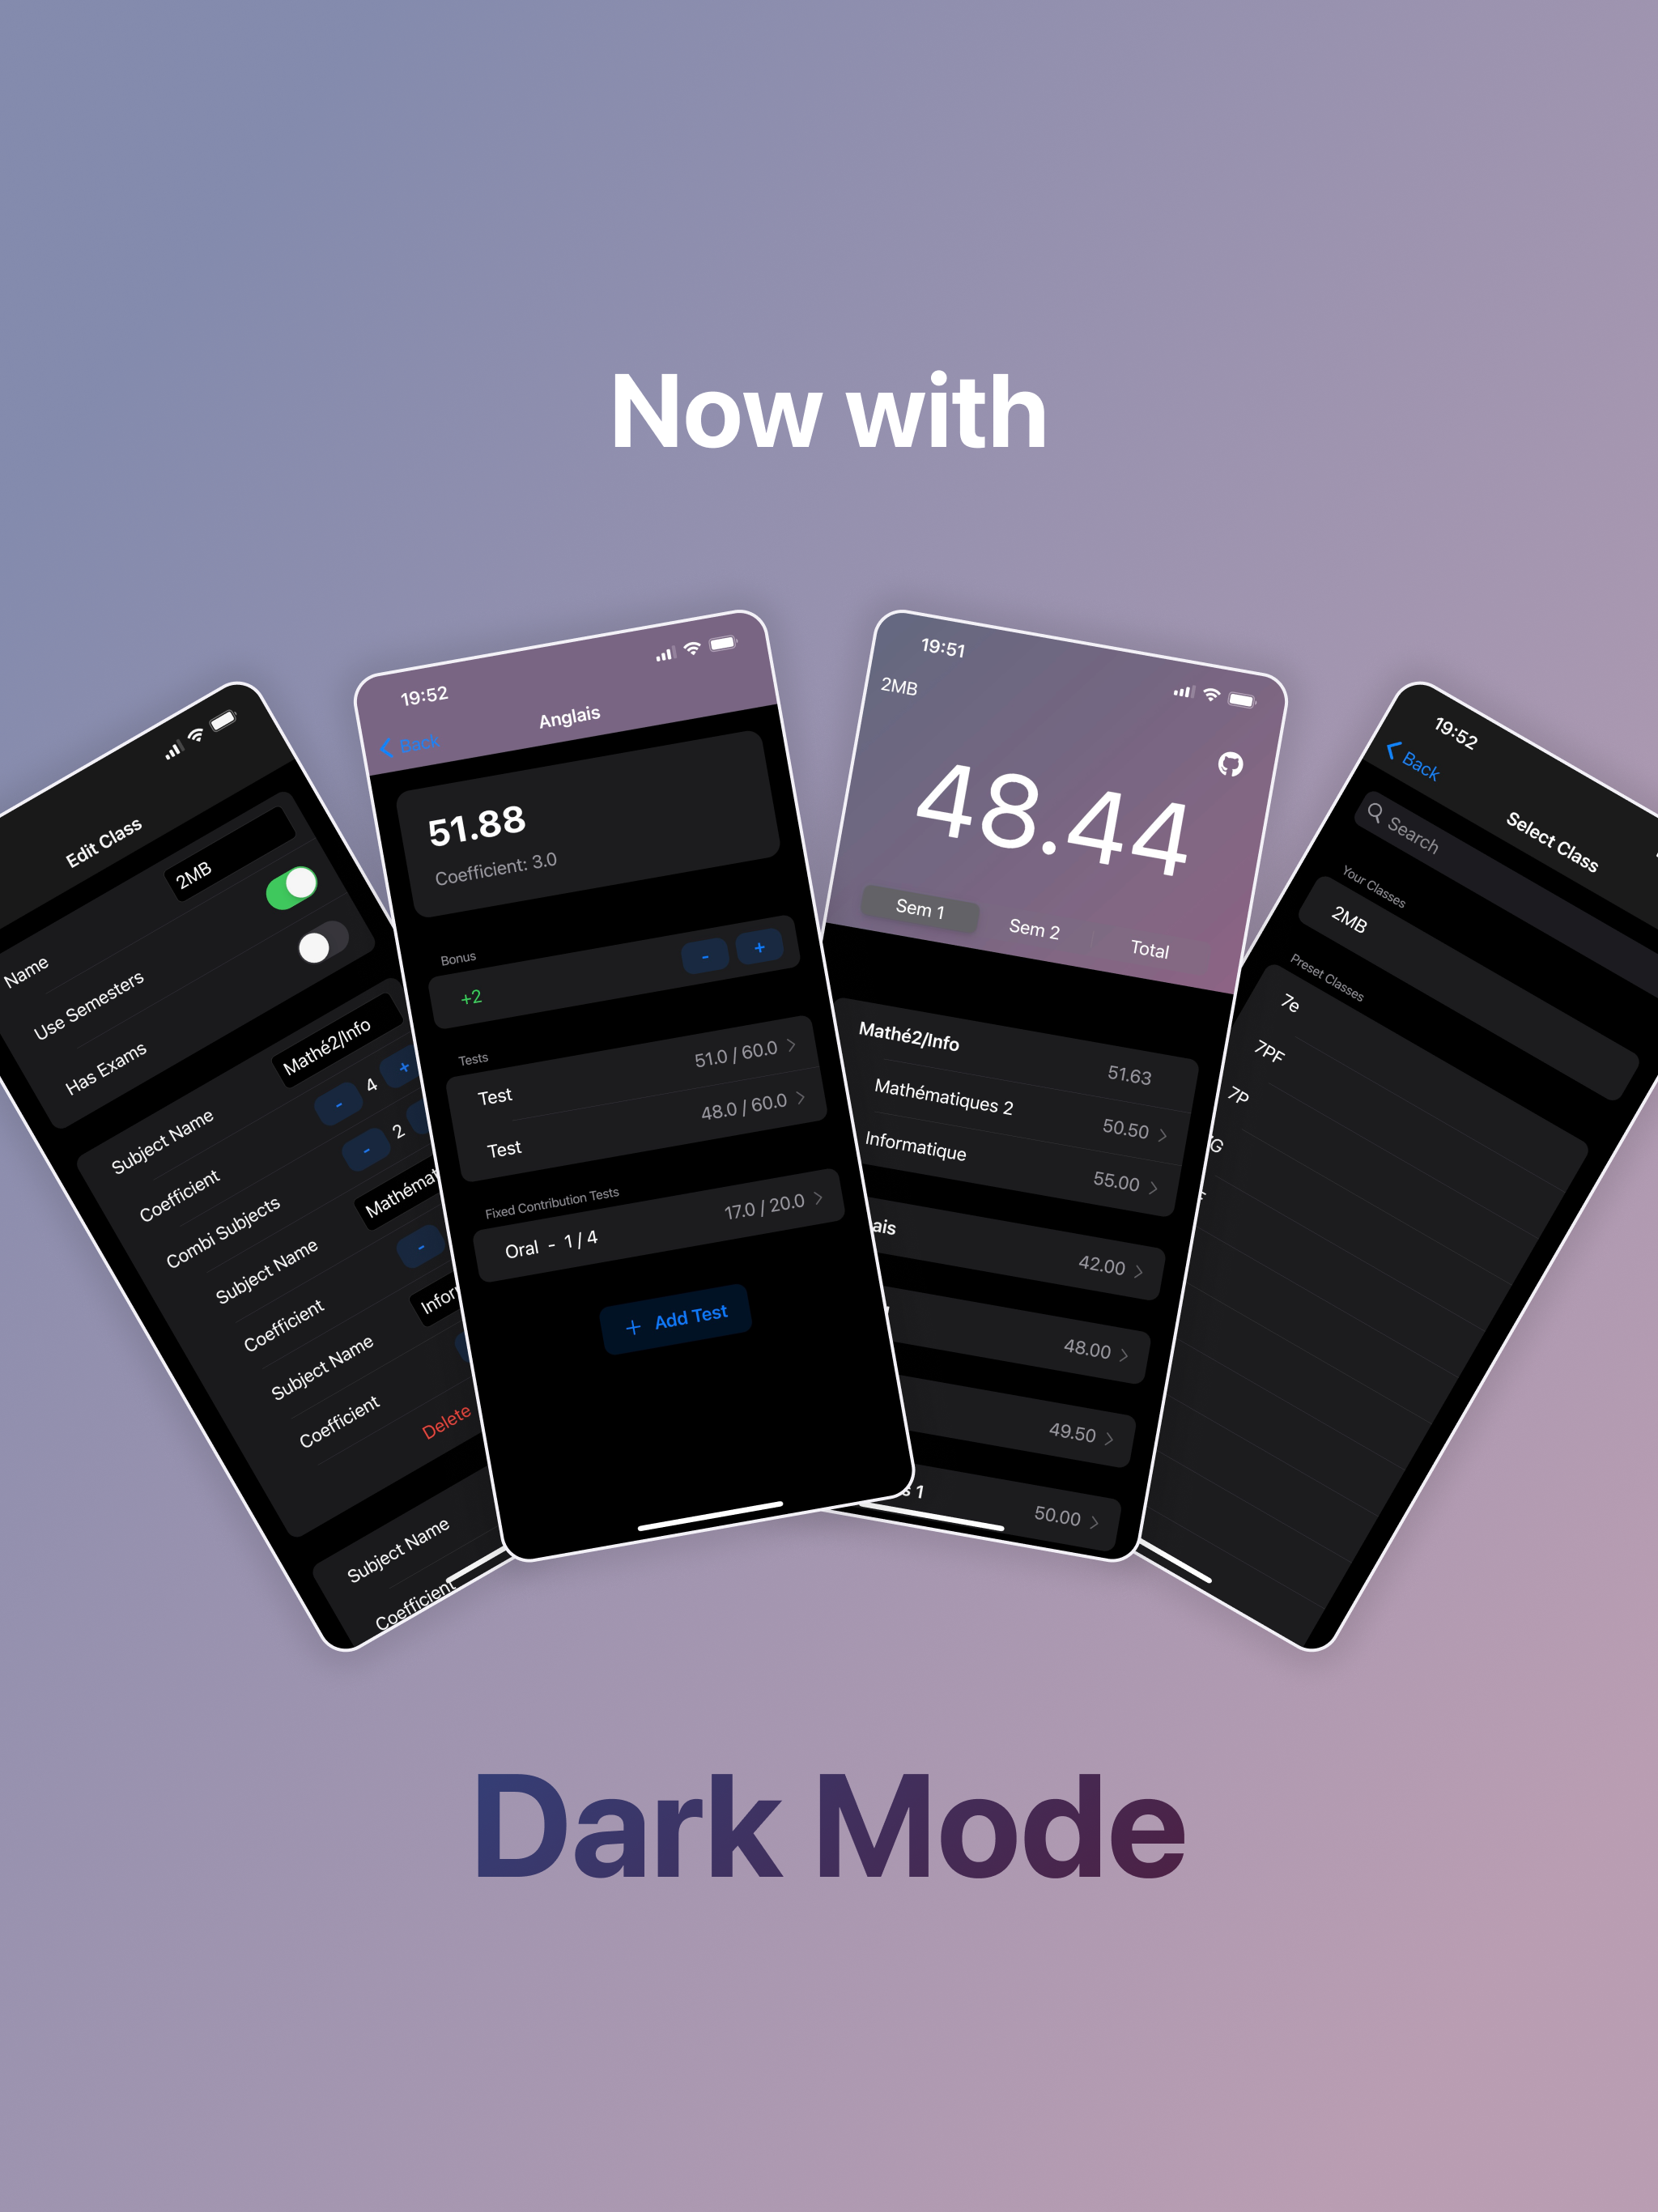 Now with
Edit Class
Name
2MB
Use Semesters
Has Exams
Subject Name
Mathé2/Info
Coefficient
- 4 +
Combi Subjects
- 2
Subject Name
Coefficient
-
Subject Name
Coefficient
Delete
Subject Name
Coefficient
19:52
Back
Anglais
51.88
Coefficient: 3.0
Bonus
+2
- +
Tests
Test 51.0 / 60.0
Test 48.0 / 60.0
Fixed Contribution Tests
Oral - 1 / 4 17.0 / 20.0
+ Add Test
19:51
2MB
48.44
Sem 1 Sem 2 Total
Mathé2/Info 51.63
Mathématiques 2 50.50
Informatique 55.00
42.00
48.00
49.50
1 50.00
19:52
Back
Select Class
Search
Your Classes
2MB
Preset Classes
7e
7PF
7P
Dark Mode